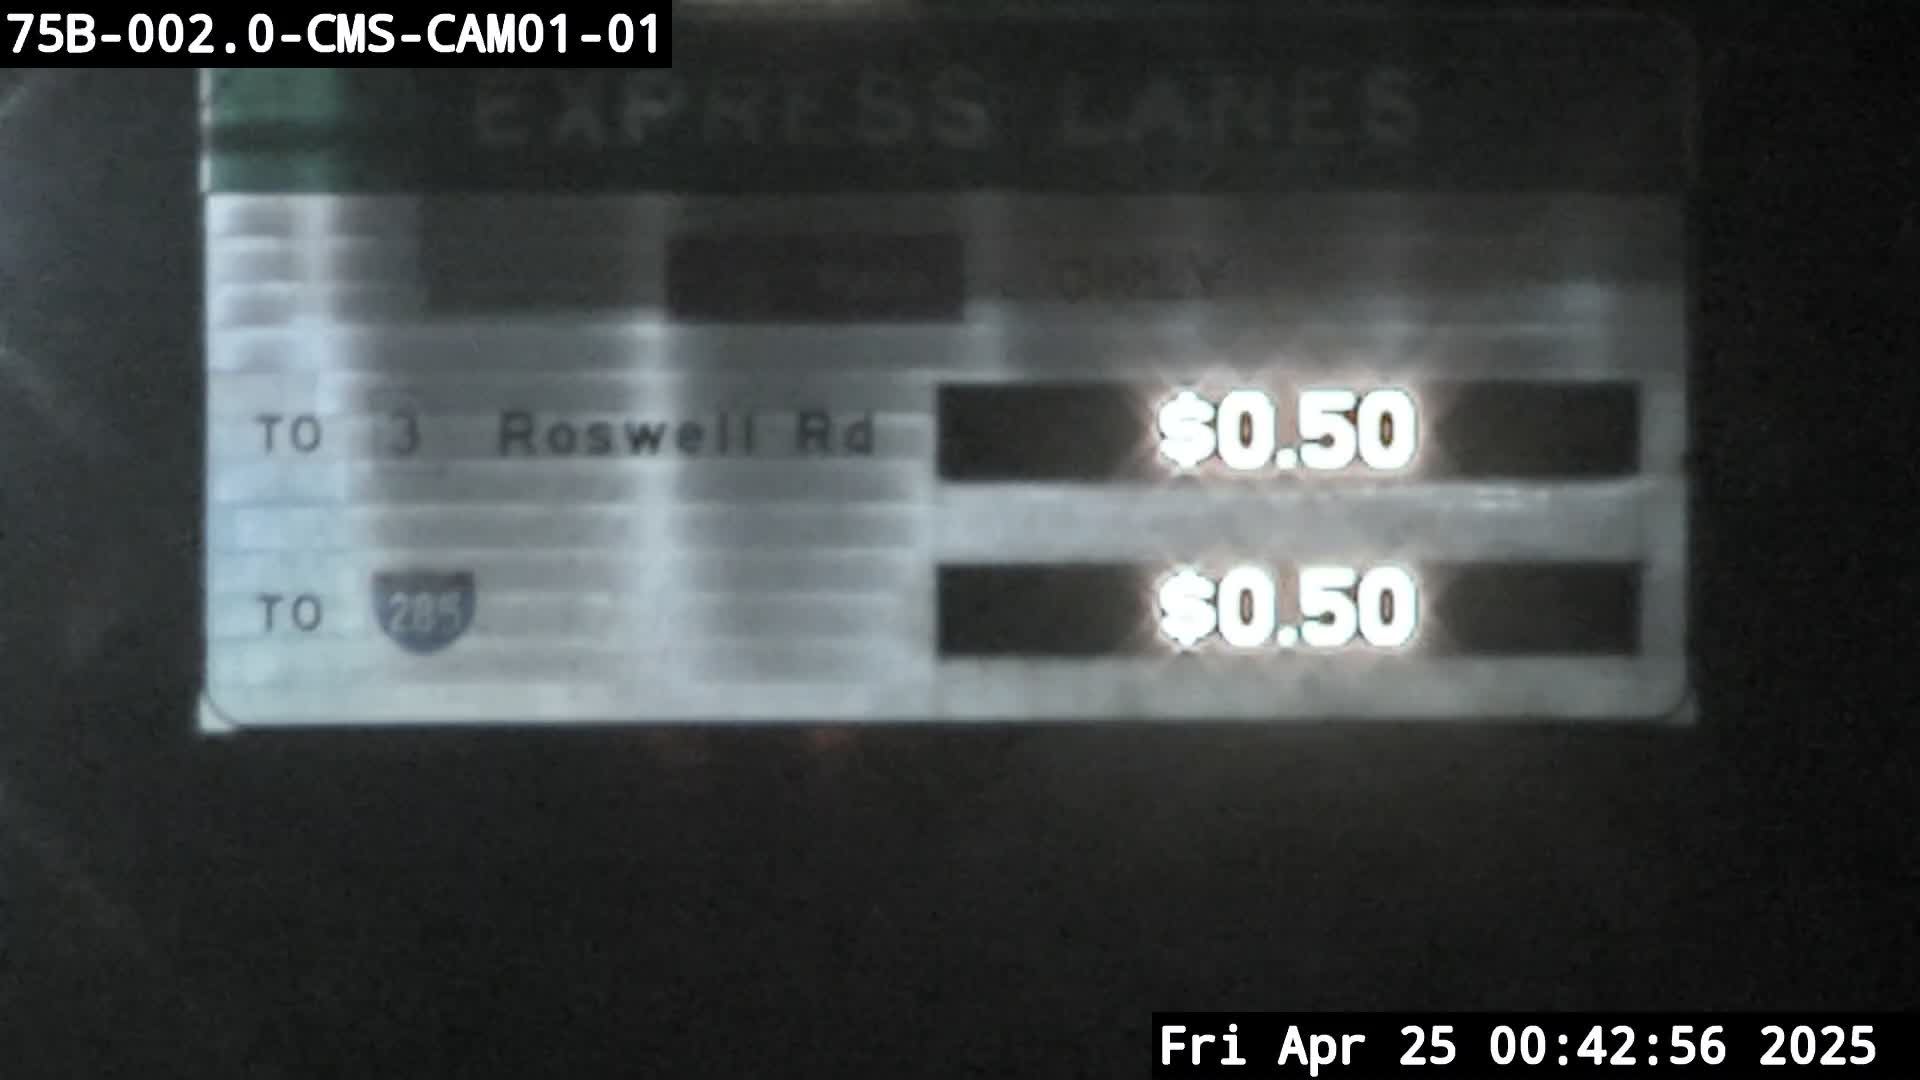 75B-002.0-CMS-CAM01-01
EXPRESS LANES
ONLY
TO 3 Roswell Rd $0.50
TO 285 $0.50
Fri Apr 25 00:42:56 2025